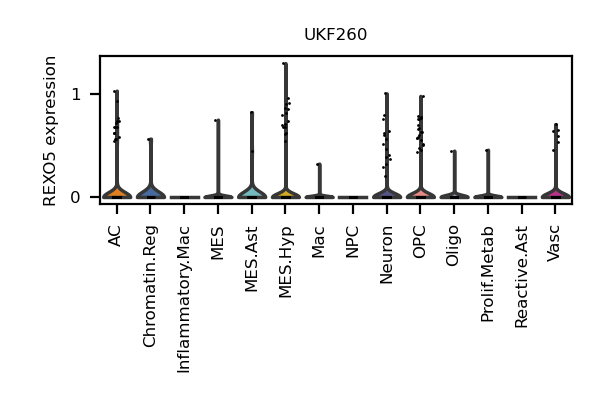 UKF260
REXO5 expression
1
0
AC
Chromatin.Reg
Inflammatory.Mac
MES
MES.Ast
MES.Hyp
Mac
NPC
Neuron
OPC
Oligo
Prolif.Metab
Reactive.Ast
Vasc